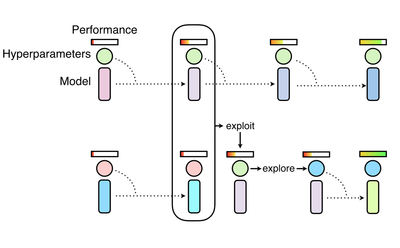 Performance
Hyperparameters
Model
exploit
explore